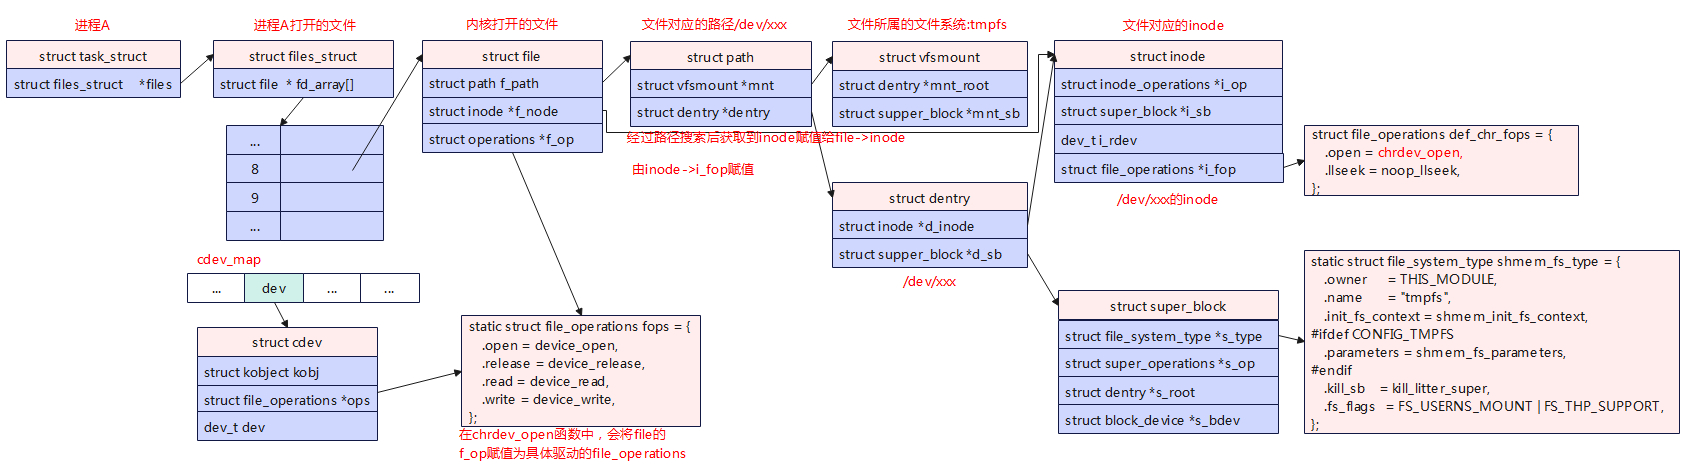 进程A
struct task_struct
struct files_struct    *files
进程A打开的文件
struct files_struct
struct file  * fd_array[]
...
8
9
...
内核打开的文件
struct file
struct path f_path
struct inode *f_node
struct operations *f_op
文件对应的路径/dev/xxx
struct path
struct vfsmount *mnt
struct dentry *dentry
经过路径搜索后获取到inode赋值给file->inode
由inode->i_fop赋值
文件所属的文件系统:tmpfs
struct vfsmount
struct dentry *mnt_root
struct supper_block *mnt_sb
struct dentry
struct inode *d_inode
struct supper_block *d_sb
/dev/xxx
文件对应的inode
struct inode
struct inode_operations *i_op
struct super_block *i_sb
dev_t i_rdev
struct file_operations *i_fop
/dev/xxx的inode
struct file_operations def_chr_fops = {
.open = chrdev_open,
.llseek = noop_llseek,
};
cdev_map
... dev ... ...
struct cdev
struct kobject kobj
struct file_operations *ops
dev_t dev
static struct file_operations fops = {
.open = device_open,
.release = device_release,
.read = device_read,
.write = device_write,
};
在chrdev_open函数中，会将file的
f_op赋值为具体驱动的file_operations
struct super_block
struct file_system_type *s_type
struct super_operations *s_op
struct dentry *s_root
struct block_device *s_bdev
static struct file_system_type shmem_fs_type = {
.owner      = THIS_MODULE,
.name       = "tmpfs",
.init_fs_context = shmem_init_fs_context,
#ifdef CONFIG_TMPFS
.parameters = shmem_fs_parameters,
#endif
.kill_sb    = kill_litter_super,
.fs_flags   = FS_USERNS_MOUNT | FS_THP_SUPPORT,
};